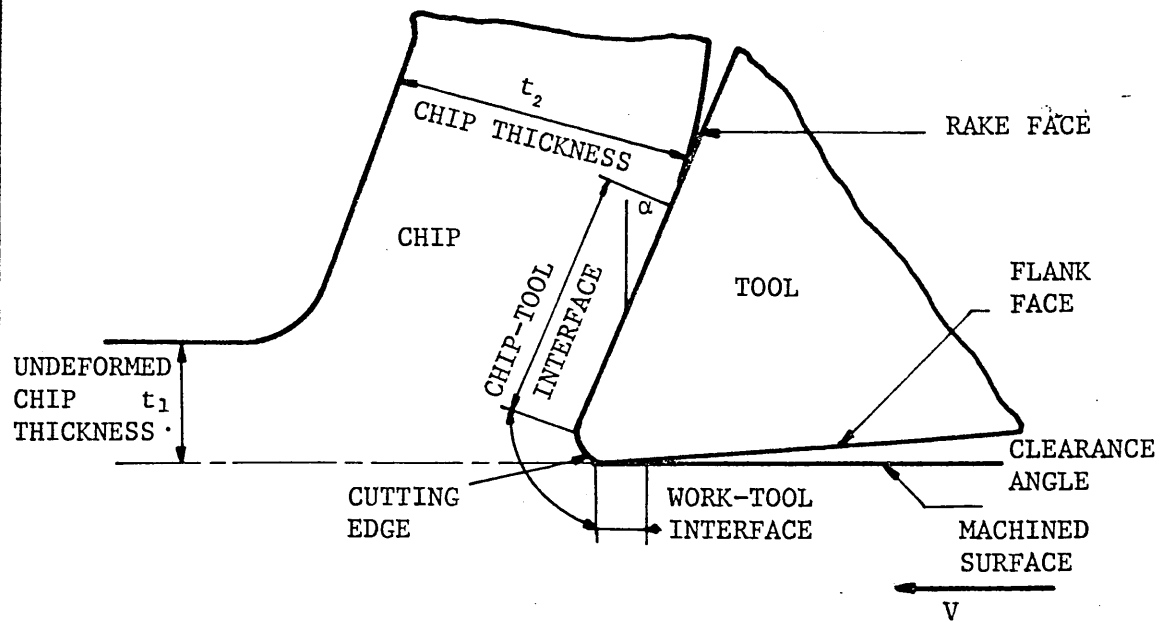 t₂
CHIP THICKNESS
RAKE FACE
α
CHIP
CHIP-TOOL
INTERFACE
TOOL
FLANK
FACE
UNDEFORMED
CHIP t₁
THICKNESS
CUTTING
EDGE
WORK-TOOL
INTERFACE
CLEARANCE
ANGLE
MACHINED
SURFACE
V